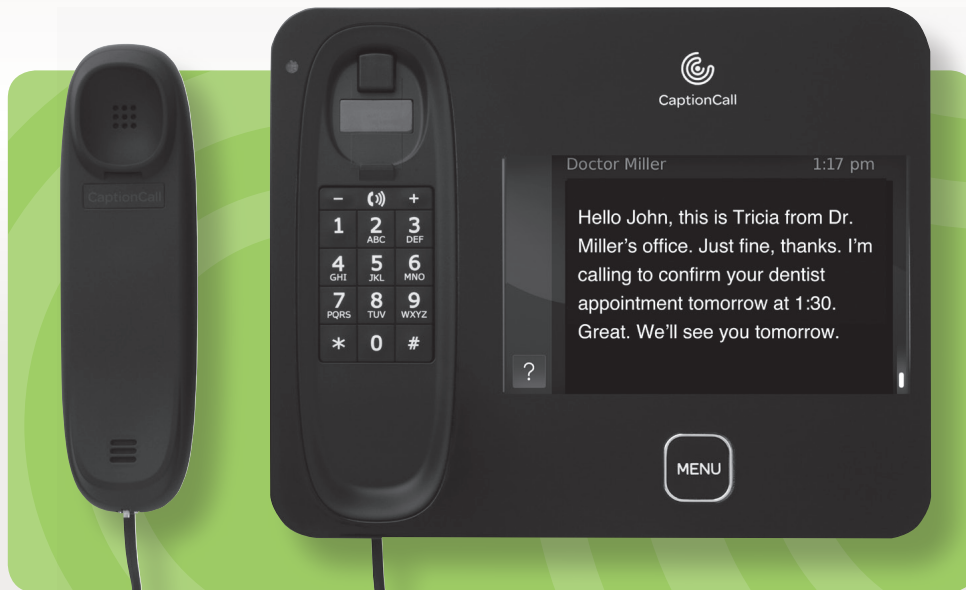 CaptionCall
CaptionCall
Doctor Miller 1:17 pm
Hello John, this is Tricia from Dr.
Miller's office. Just fine, thanks. I'm
calling to confirm your dentist
appointment tomorrow at 1:30.
Great. We'll see you tomorrow.
?
− +
1 2 ABC 3 DEF
4 GHI 5 JKL 6 MNO
7 PQRS 8 TUV 9 WXYZ
* 0 #
MENU